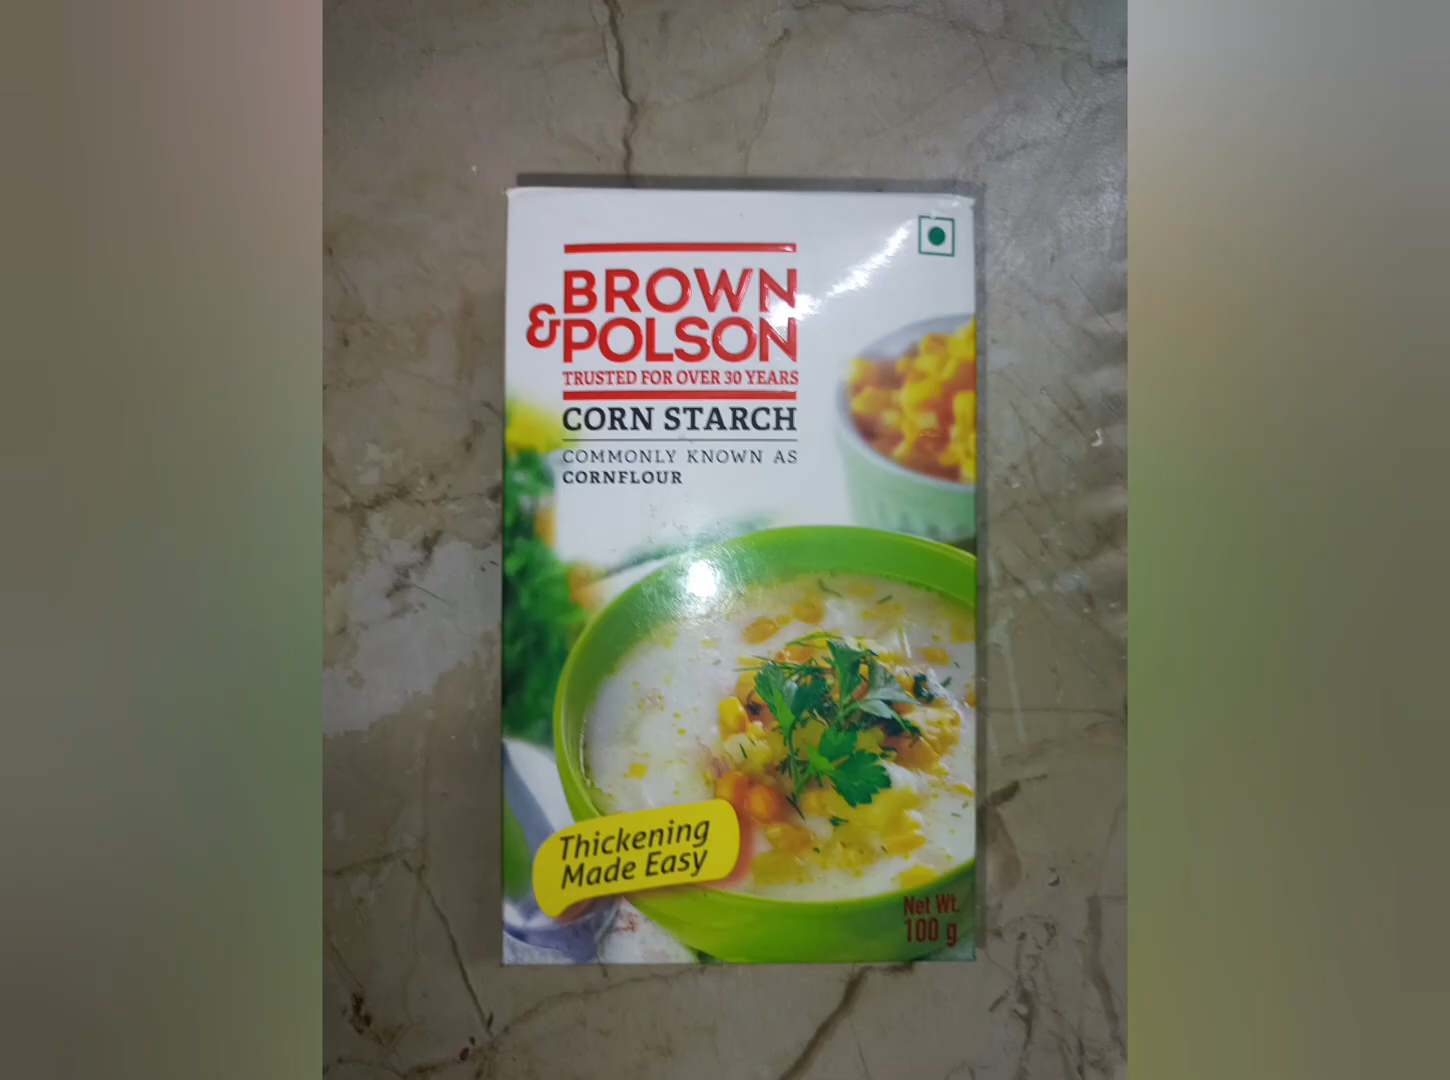 BROWN
& POLSON
TRUSTED FOR OVER 30 YEARS
CORN STARCH
COMMONLY KNOWN AS
CORNFLOUR
Thickening
Made Easy
Net Wt.
100 g